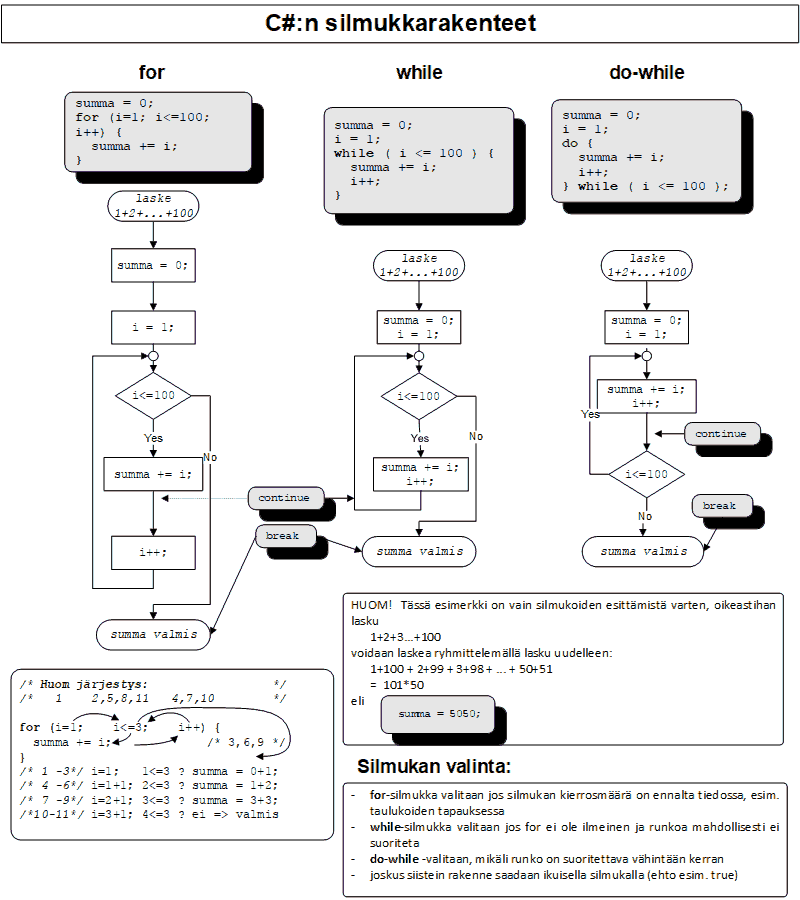 C#:n silmukkarakenteet
for
summa = 0;
for (i=1; i<=100;
i++) {
summa += i;
}
laske
1+2+...+100
summa = 0;
i = 1;
i<=100
Yes
No
summa += i;
i++;
summa valmis
while
summa = 0;
i = 1;
while ( i <= 100 ) {
summa += i;
i++;
}
laske
1+2+...+100
summa = 0;
i = 1;
i<=100
Yes
No
summa += i;
i++;
continue
break
summa valmis
do-while
summa = 0;
i = 1;
do {
summa += i;
i++;
} while ( i <= 100 );
laske
1+2+...+100
summa = 0;
i = 1;
summa += i;
i++;
Yes
continue
i<=100
No
break
summa valmis
/* Huom järjestys: */
/* 1 2,5,8,11 4,7,10 */
for (i=1; i<=3; i++) {
summa += i; /* 3,6,9 */
}
/* 1 -3*/ i=1; 1<=3 ? summa = 0+1;
/* 4 -6*/ i=1+1; 2<=3 ? summa = 1+2;
/* 7 -9*/ i=2+1; 3<=3 ? summa = 3+3;
/*10-11*/ i=3+1; 4<=3 ? ei => valmis
HUOM! Tässä esimerkki on vain silmukoiden esittämistä varten, oikeastihan
lasku
1+2+3...+100
voidaan laskea ryhmittelemällä lasku uudelleen:
1+100 + 2+99 + 3+98+ ... + 50+51
= 101*50
eli
summa = 5050;
Silmukan valinta:
- for-silmukka valitaan jos silmukan kierrosmäärä on ennalta tiedossa, esim.
taulukoiden tapauksessa
- while-silmukka valitaan jos for ei ole ilmeinen ja runkoa mahdollisesti ei
suoriteta
- do-while -valitaan, mikäli runko on suoritettava vähintään kerran
- joskus siistein rakenne saadaan ikuisella silmukalla (ehto esim. true)